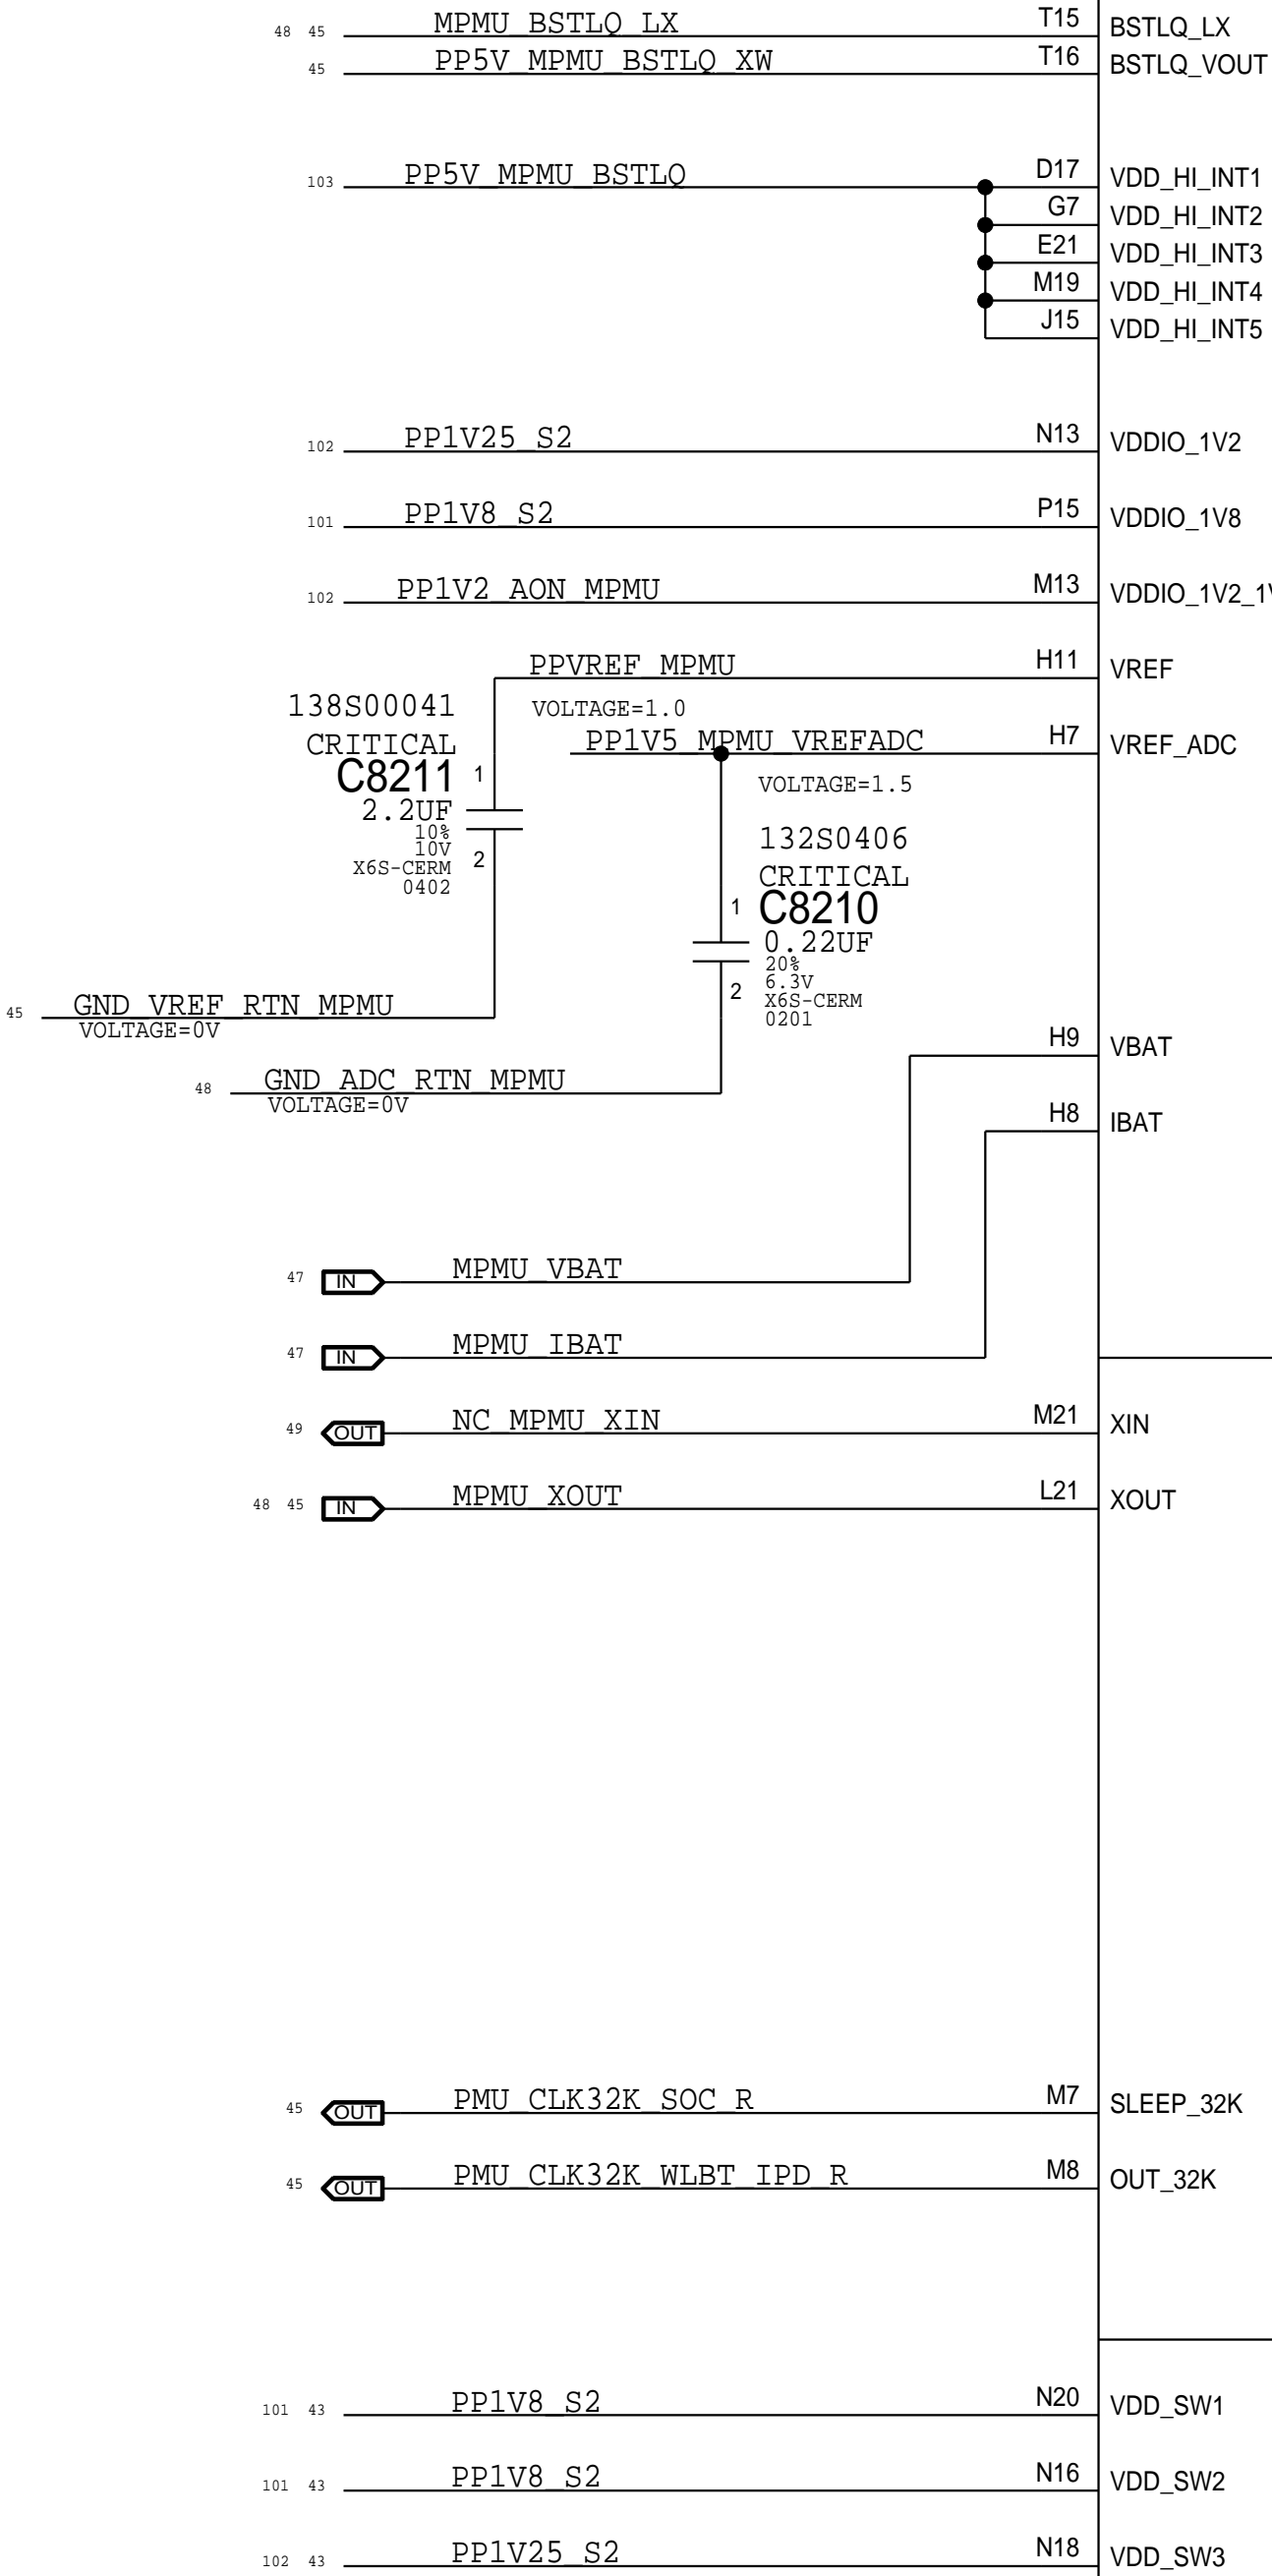 48 45 MPMU_BSTLQ_LX T15 BSTLQ_LX
45 PP5V_MPMU_BSTLQ_XW T16 BSTLQ_VOUT
103 PP5V_MPMU_BSTLQ D17 VDD_HI_INT1
G7 VDD_HI_INT2
E21 VDD_HI_INT3
M19 VDD_HI_INT4
J15 VDD_HI_INT5
102 PP1V25_S2 N13 VDDIO_1V2
101 PP1V8_S2 P15 VDDIO_1V8
102 PP1V2_AON_MPMU M13 VDDIO_1V2_1
PPVREF_MPMU H11 VREF
VOLTAGE=1.0
138S00041
CRITICAL
C8211 1
2.2UF
10%
10V
X6S-CERM 2
0402
PP1V5_MPMU_VREFADC H7 VREF_ADC
VOLTAGE=1.5
132S0406
CRITICAL
1 C8210
0.22UF
20%
6.3V
2 X6S-CERM
0201
45 GND_VREF_RTN_MPMU
VOLTAGE=0V
48 GND_ADC_RTN_MPMU
VOLTAGE=0V
H9 VBAT
H8 IBAT
47 IN MPMU_VBAT
47 IN MPMU_IBAT
49 OUT NC_MPMU_XIN M21 XIN
48 45 IN MPMU_XOUT L21 XOUT
45 OUT PMU_CLK32K_SOC_R M7 SLEEP_32K
45 OUT PMU_CLK32K_WLBT_IPD_R M8 OUT_32K
101 43 PP1V8_S2 N20 VDD_SW1
101 43 PP1V8_S2 N16 VDD_SW2
102 43 PP1V25_S2 N18 VDD_SW3